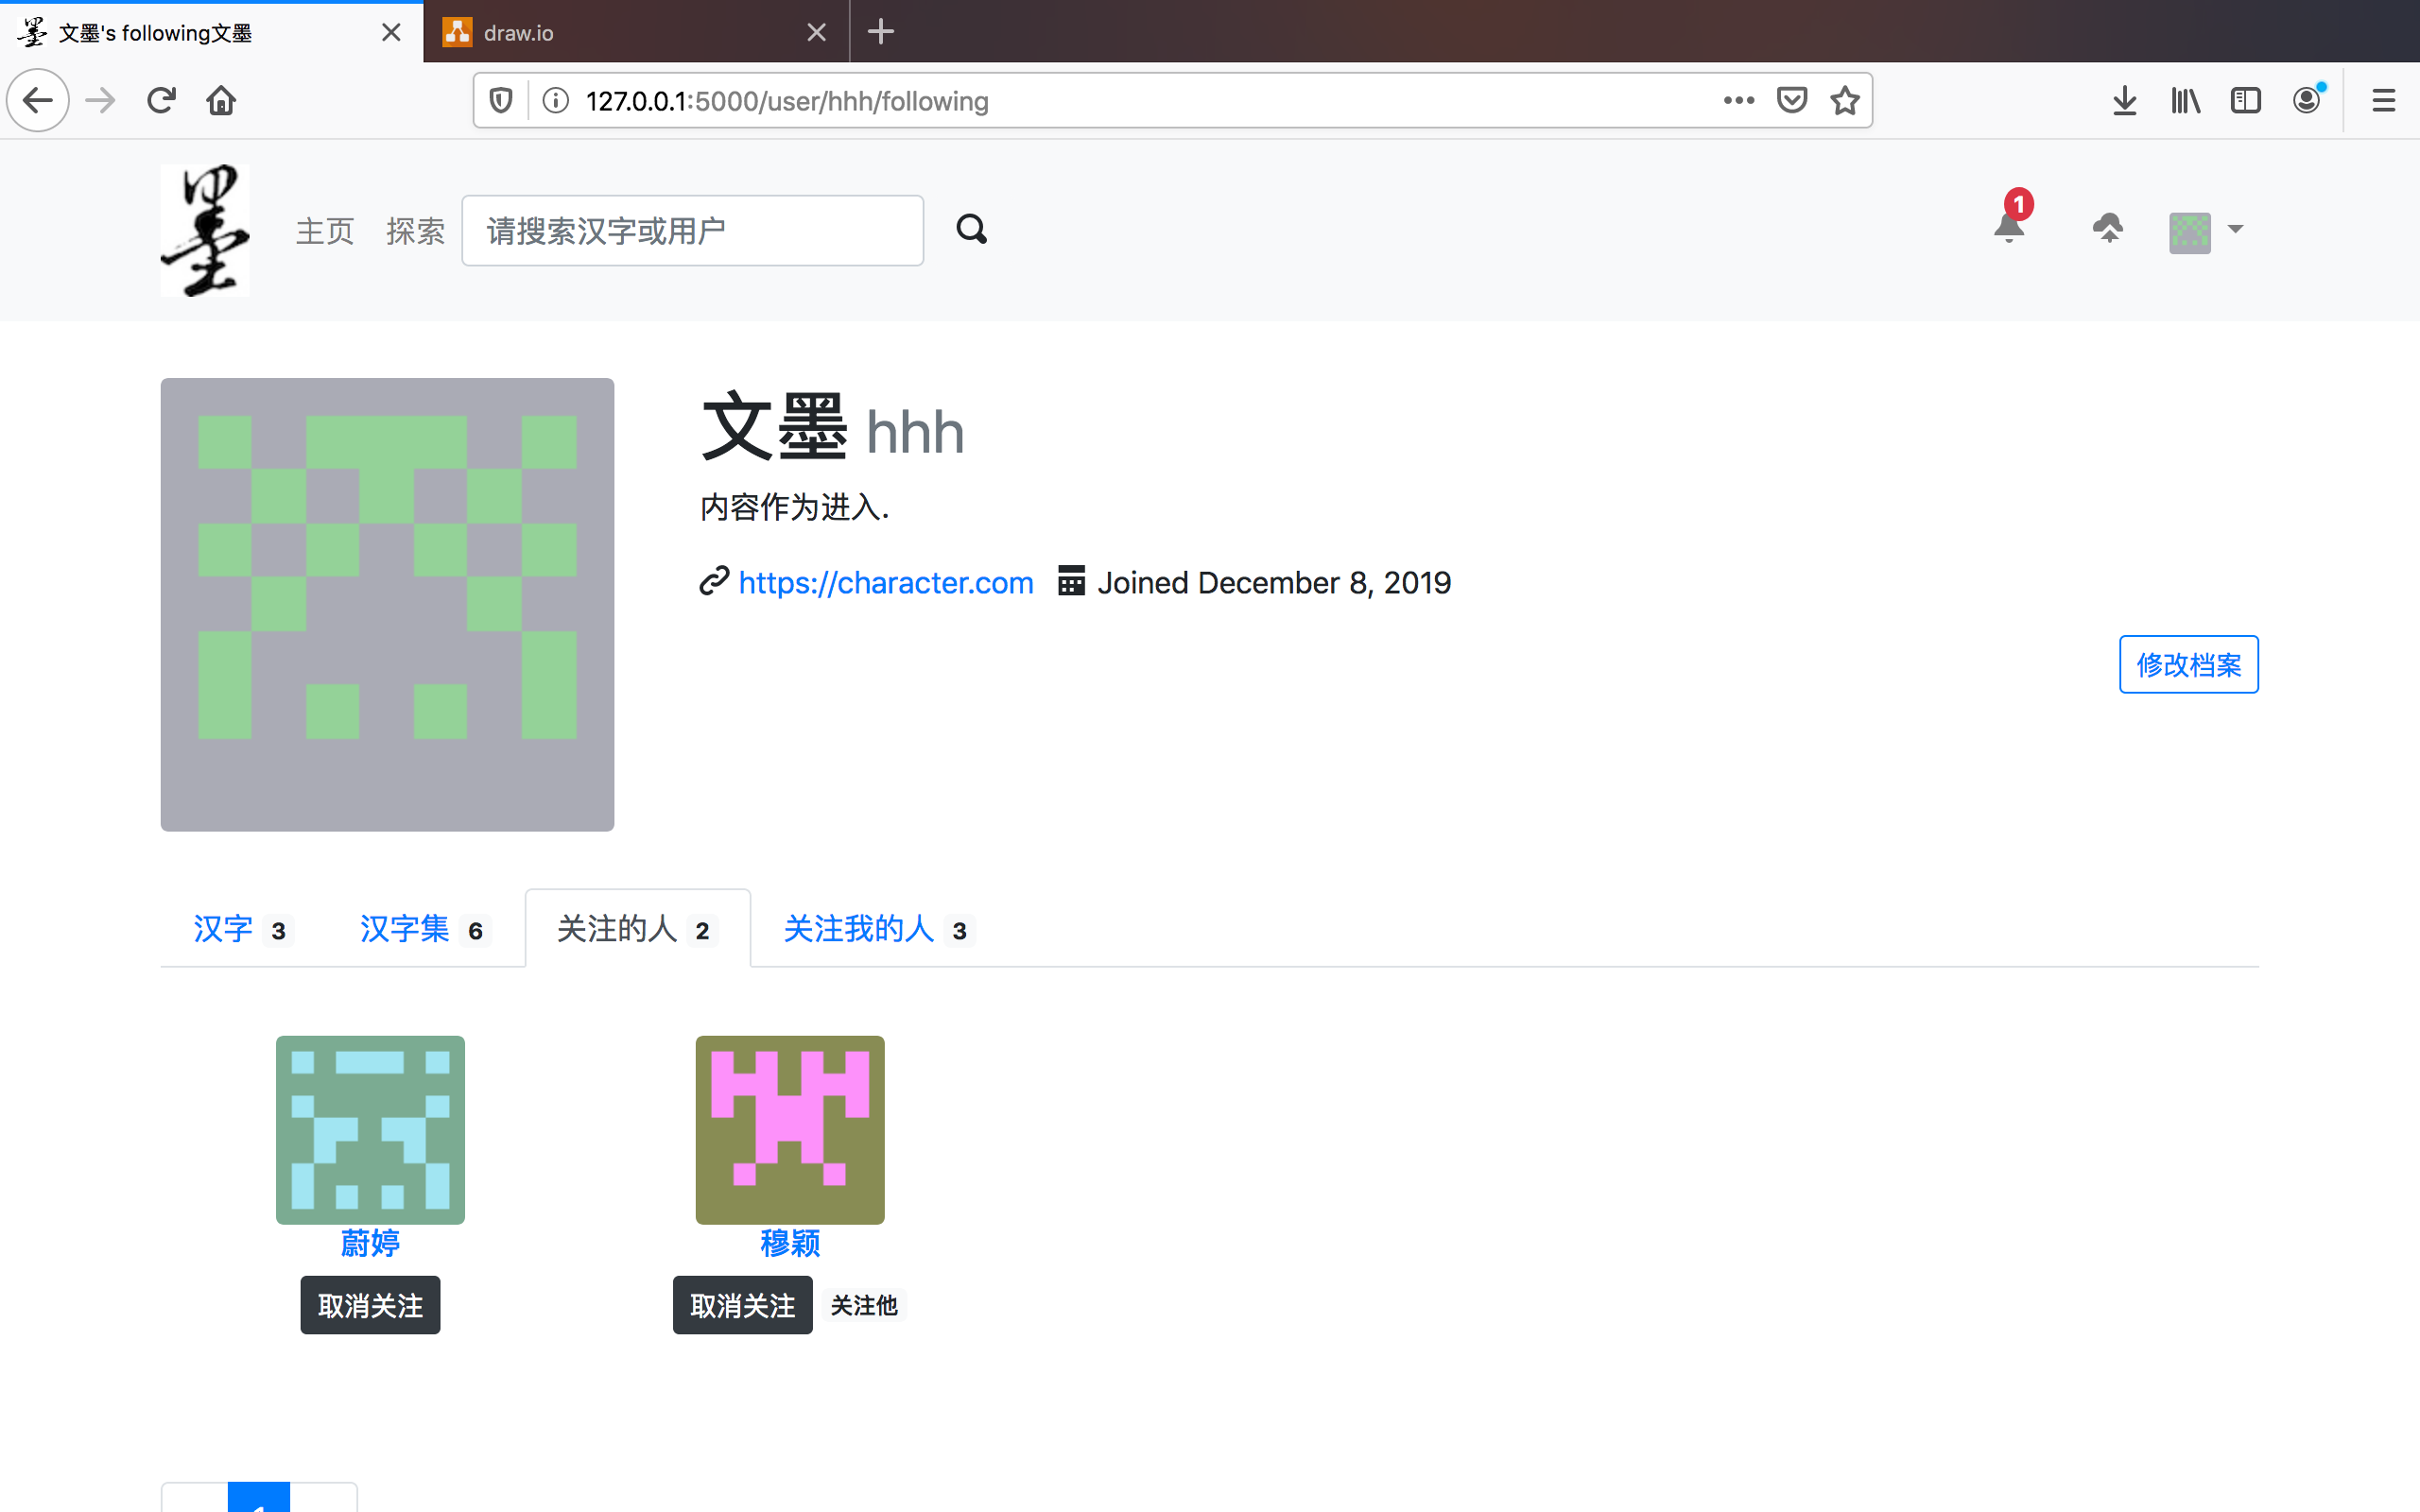 文墨's following文墨
draw.io
127.0.0.1:5000/user/hhh/following
墨
主页 探索 请搜索汉字或用户
1
文墨 hhh
内容作为进入.
https://character.com Joined December 8, 2019
修改档案
汉字 3 汉字集 6 关注的人 2 关注我的人 3
蔚婷 穆颖
取消关注 取消关注 关注他
1